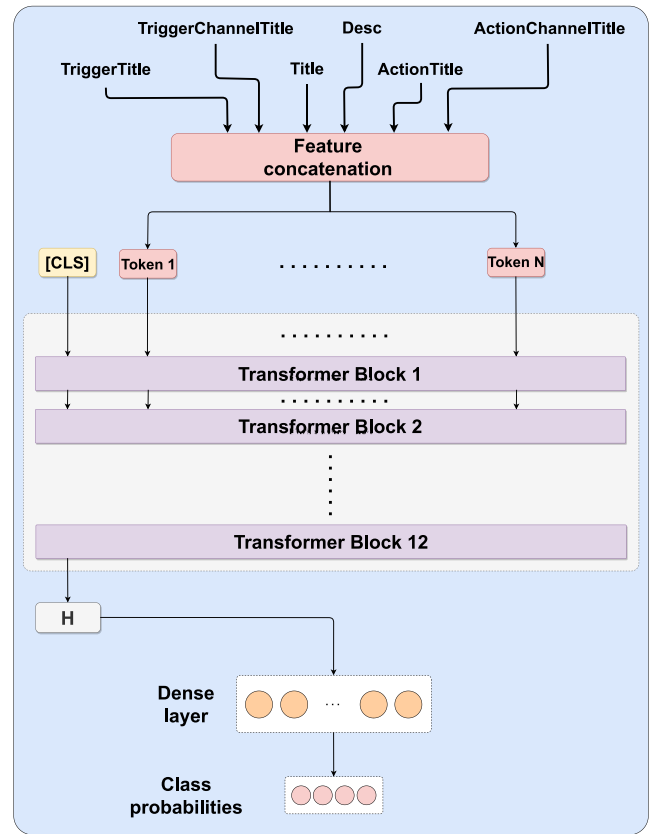 TriggerChannelTitle
Desc
ActionChannelTitle
TriggerTitle
Title
ActionTitle
Feature
concatenation
[CLS]
Token 1
. . . . . . . . . .
Token N
. . . . . . . . . .
Transformer Block 1
. . . . . . . . . .
Transformer Block 2
Transformer Block 12
H
Dense
layer
...
Class
probabilities